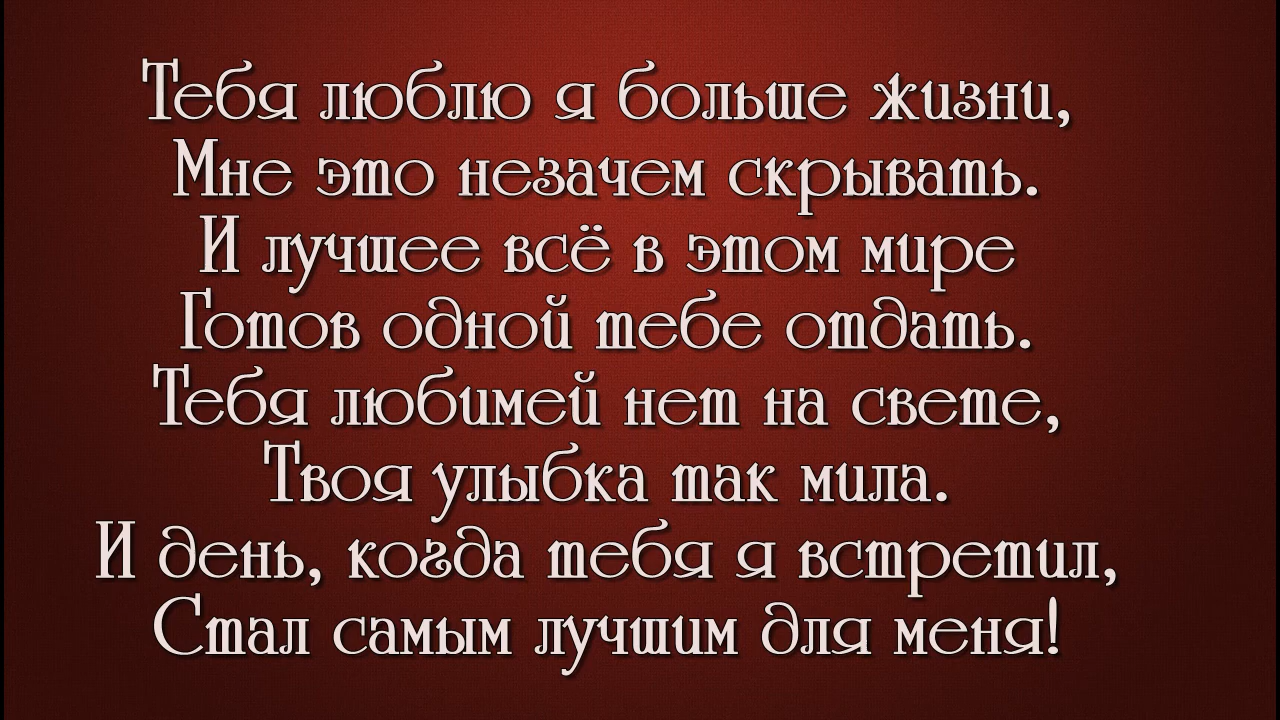 Тебя люблю я больше жизни,
Мне это незачем скрывать.
И лучшее всё в этом мире
Готов одной тебе отдать.
Тебя любимей нет на свете,
Твоя улыбка так мила.
И день, когда тебя я встретил,
Стал самым лучшим для меня!